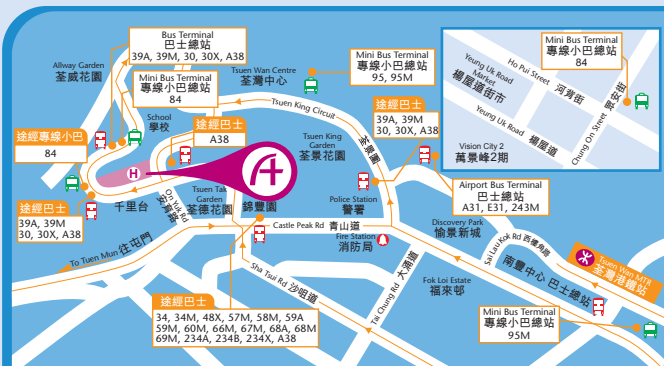 Bus Terminal
巴士總站
39A, 39M, 30, 30X, A38
Allway Garden
荃威花園
Mini Bus Terminal
專線小巴總站
84
Tsuen Wan Centre
荃灣中心
Mini Bus Terminal
專線小巴總站
95, 95M
Mini Bus Terminal
專線小巴總站
84
Yeung Uk Road
Market
楊屋道街市
Ho Pui Street 河背街
Yeung Uk Road 楊屋道
Chung On Street 眾安街
Vision City 2
萬景峰2期
Tsuen King Circuit
荃景圍
School
學校
途經巴士
A38
途經巴士
39A, 39M
30, 30X, A38
途經專線小巴
84
Tsuen King
Garden
荃景花園
H
千里台
On Yuk Rd
安育路
Tsuen Tak
Garden
荃德花園
錦豐園
Police Station
警署
Airport Bus Terminal
巴士總站
A31, E31, 243M
途經巴士
39A, 39M
30, 30X, A38
Castle Peak Rd 青山道
Fire Station
消防局
Discovery Park
愉景新城
Sai Lau Kok Rd 西樓角路
Tsuen Wan MTR
荃灣港鐵站
To Tuen Mun 往屯門
Sha Tsui Rd 沙咀道
Tai Chung Rd 大涌道
Fok Loi Estate
福來邨
南豐中心 巴士總站
途經巴士
34, 34M, 48X, 57M, 58M, 59A
59M, 60M, 66M, 67M, 68A, 68M
69M, 234A, 234B, 234X, A38
Mini Bus Terminal
專線小巴總站
95M